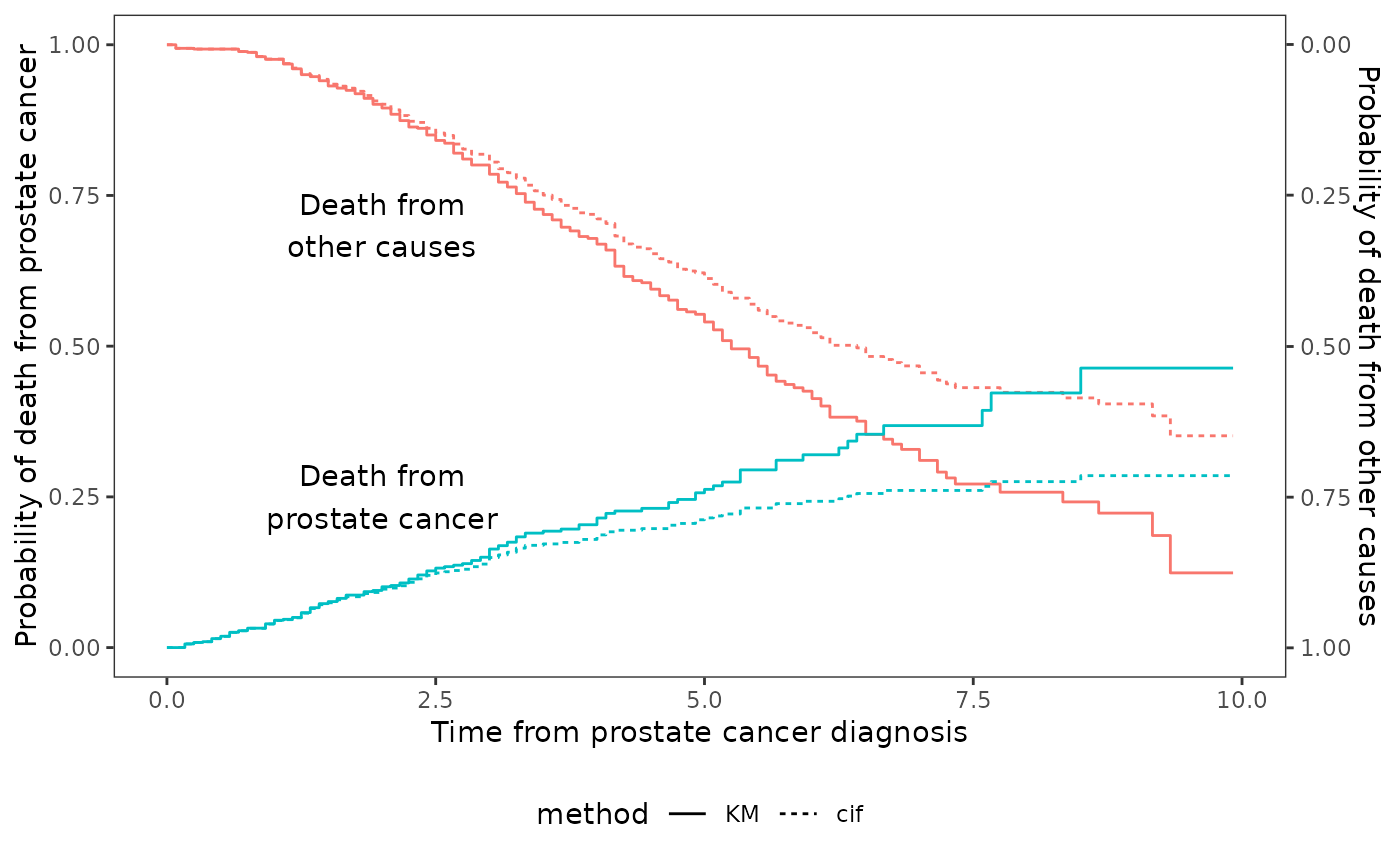 Probability of death from prostate cancer
1.00
0.75
0.50
0.25
0.00
Death from
other causes
Death from
prostate cancer
0.00
0.25
0.50
0.75
1.00
Probability of death from other causes
0.0 2.5 5.0 7.5 10.0
Time from prostate cancer diagnosis
method KM cif